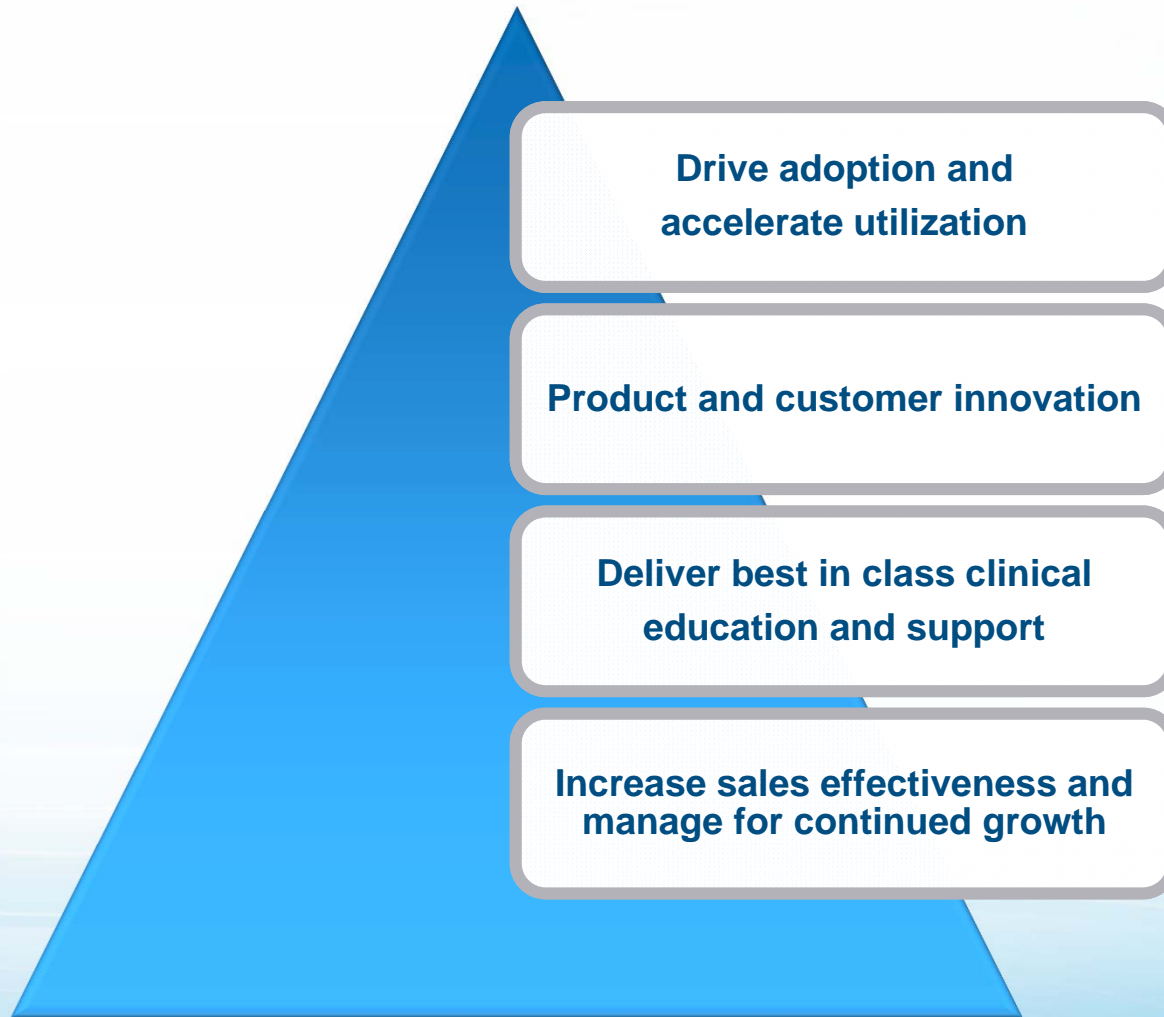 Drive adoption and
accelerate utilization
Product and customer innovation
Deliver best in class clinical
education and support
Increase sales effectiveness and
manage for continued growth